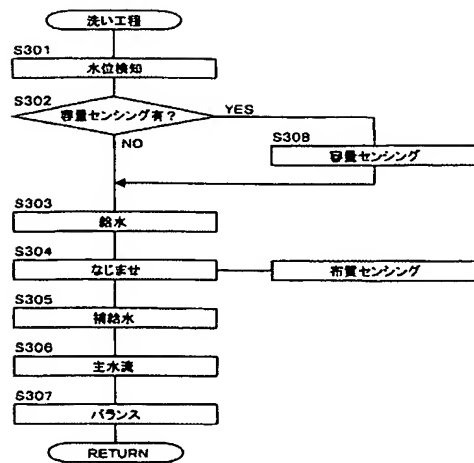 洗い工程
S301
水位検知
S302
容量センシング有？
YES
NO
S308
容量センシング
S303
給水
S304
なじませ
布質センシング
S305
補給水
S306
主水流
S307
バランス
RETURN